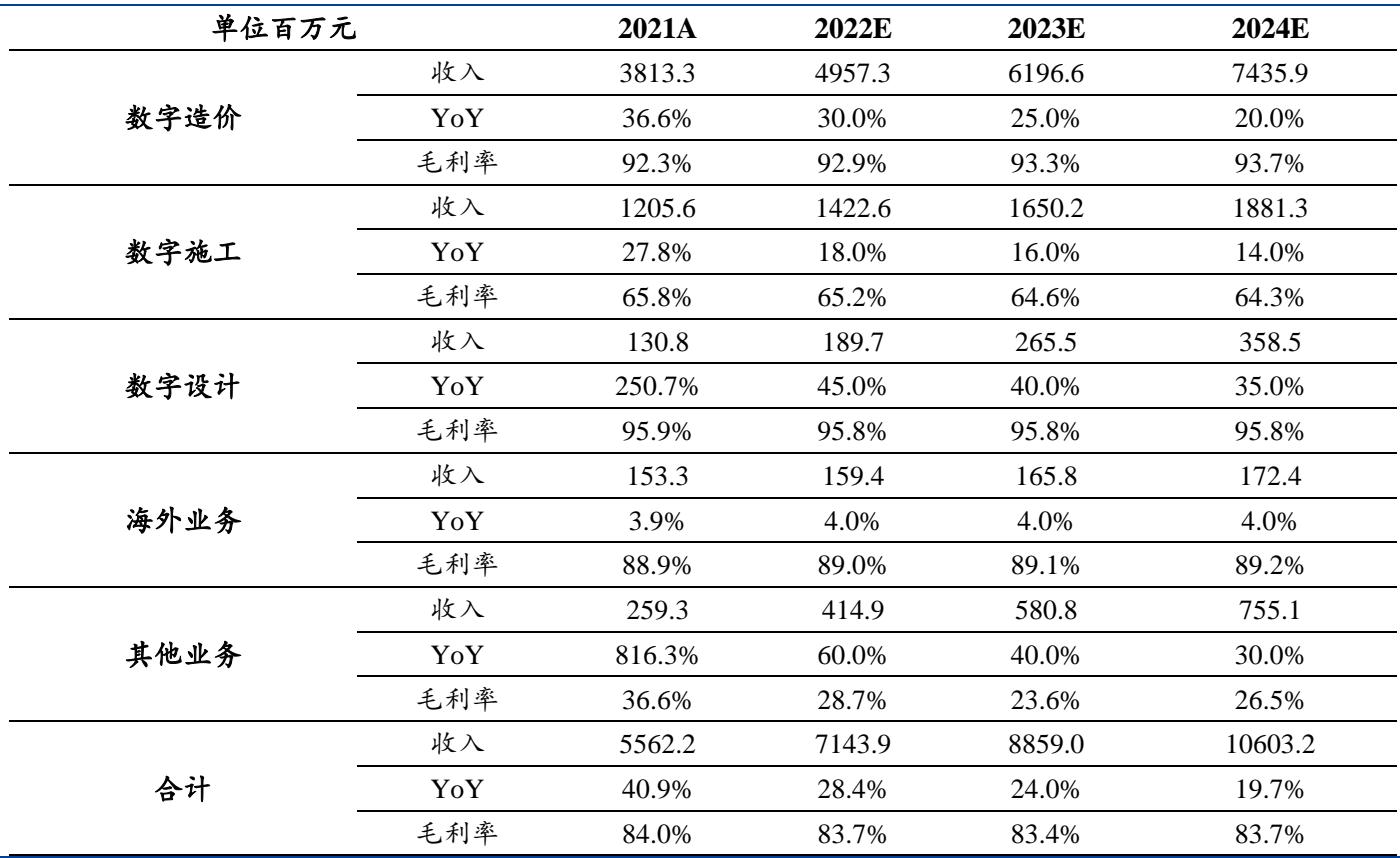 单位百万元 2021A 2022E 2023E 2024E
收入 3813.3 4957.3 6196.6 7435.9
数字造价 YoY 36.6% 30.0% 25.0% 20.0%
毛利率 92.3% 92.9% 93.3% 93.7%
收入 1205.6 1422.6 1650.2 1881.3
数字施工 YoY 27.8% 18.0% 16.0% 14.0%
毛利率 65.8% 65.2% 64.6% 64.3%
收入 130.8 189.7 265.5 358.5
数字设计 YoY 250.7% 45.0% 40.0% 35.0%
毛利率 95.9% 95.8% 95.8% 95.8%
收入 153.3 159.4 165.8 172.4
海外业务 YoY 3.9% 4.0% 4.0% 4.0%
毛利率 88.9% 89.0% 89.1% 89.2%
收入 259.3 414.9 580.8 755.1
其他业务 YoY 816.3% 60.0% 40.0% 30.0%
毛利率 36.6% 28.7% 23.6% 26.5%
收入 5562.2 7143.9 8859.0 10603.2
合计 YoY 40.9% 28.4% 24.0% 19.7%
毛利率 84.0% 83.7% 83.4% 83.7%